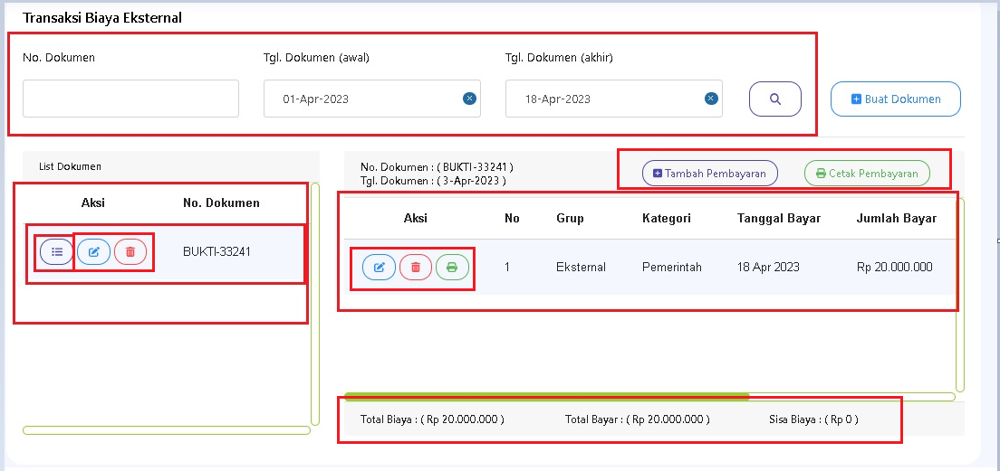 Transaksi Biaya Eksternal
No. Dokumen
Tgl. Dokumen (awal)
Tgl. Dokumen (akhir)
01-Apr-2023
18-Apr-2023
Buat Dokumen
List Dokumen
Aksi No. Dokumen
BUKTI-33241
No. Dokumen : ( BUKTI-33241 )
Tgl. Dokumen : ( 3-Apr-2023 )
Tambah Pembayaran
Cetak Pembayaran
Aksi No Grup Kategori Tanggal Bayar Jumlah Bayar
1 Eksternal Pemerintah 18 Apr 2023 Rp 20.000.000
Total Biaya : ( Rp 20.000.000 ) Total Bayar : ( Rp 20.000.000 ) Sisa Biaya : ( Rp 0 )